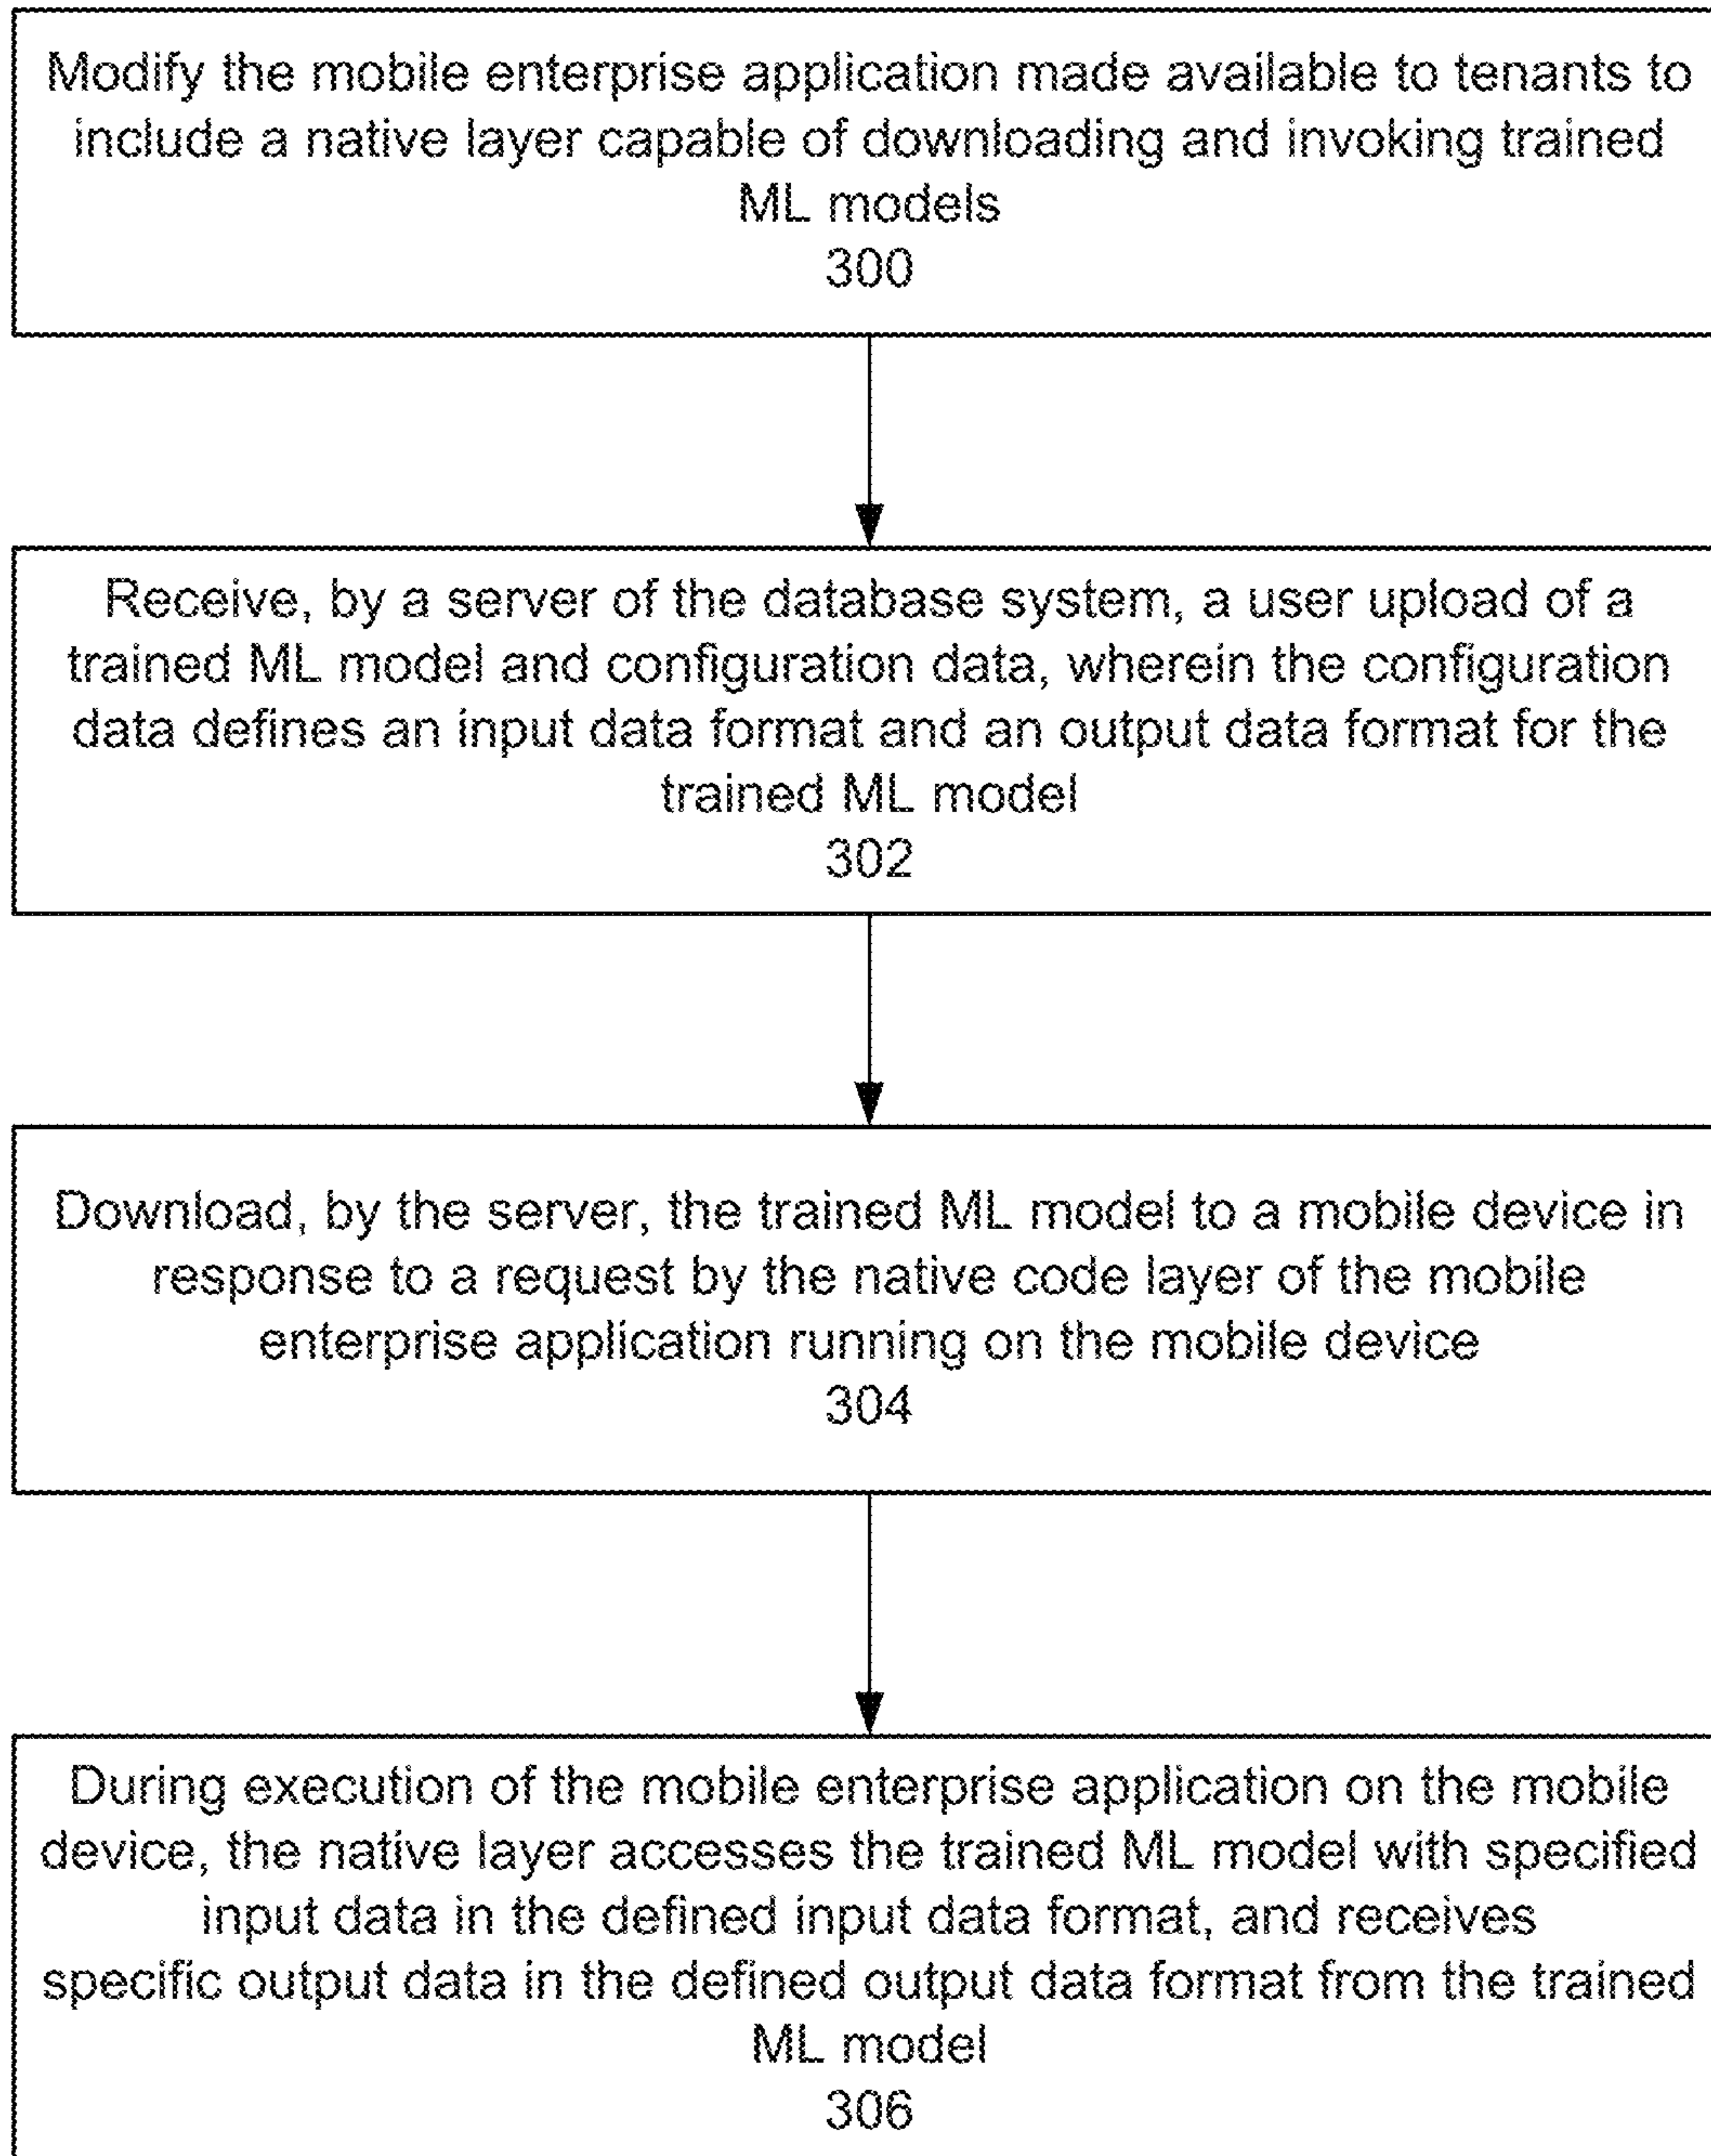 Modify the mobile enterprise application made available to tenants to
include a native layer capable of downloading and invoking trained
ML models
300
Receive, by a server of the database system, a user upload of a
trained ML model and configuration data, wherein the configuration
data defines an input data format and an output data format for the
trained ML model
302
Download, by the server, the trained ML model to a mobile device in
response to a request by the native code layer of the mobile
enterprise application running on the mobile device
304
During execution of the mobile enterprise application on the mobile
device, the native layer accesses the trained ML model with specified
input data in the defined input data format, and receives
specific output data in the defined output data format from the trained
ML model
306